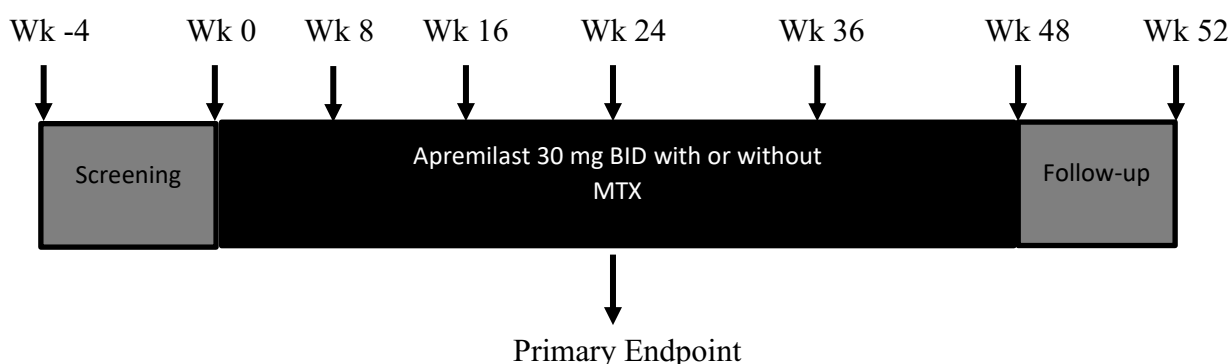 Wk -4 Wk 0 Wk 8 Wk 16 Wk 24 Wk 36 Wk 48 Wk 52
Screening
Apremilast 30 mg BID with or without
MTX
Follow-up
Primary Endpoint